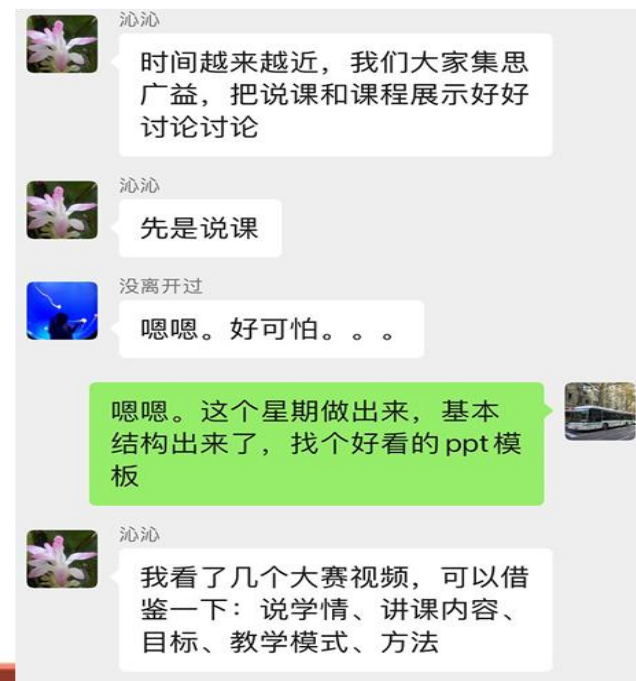 沁沁
时间越来越近，我们大家集思
广益，把说课和课程展示好好
讨论讨论
沁沁
先是说课
没离开过
嗯嗯。好可怕。。。
嗯嗯。这个星期做出来，基本
结构出来了，找个好看的ppt模
板
沁沁
我看了几个大赛视频，可以借
鉴一下：说学情、讲课内容、
目标、教学模式、方法